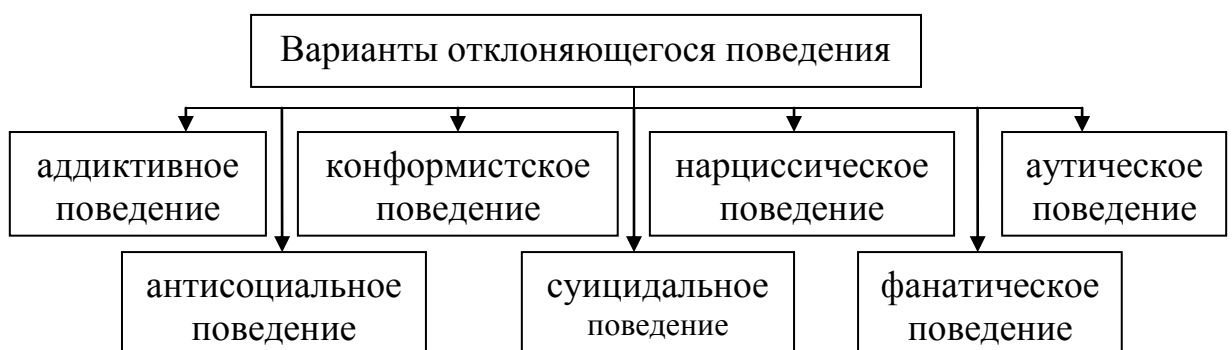 Варианты отклоняющегося поведения
аддиктивное
поведение
конформистское
поведение
нарциссическое
поведение
аутическое
поведение
антисоциальное
поведение
суицидальное
поведение
фанатическое
поведение